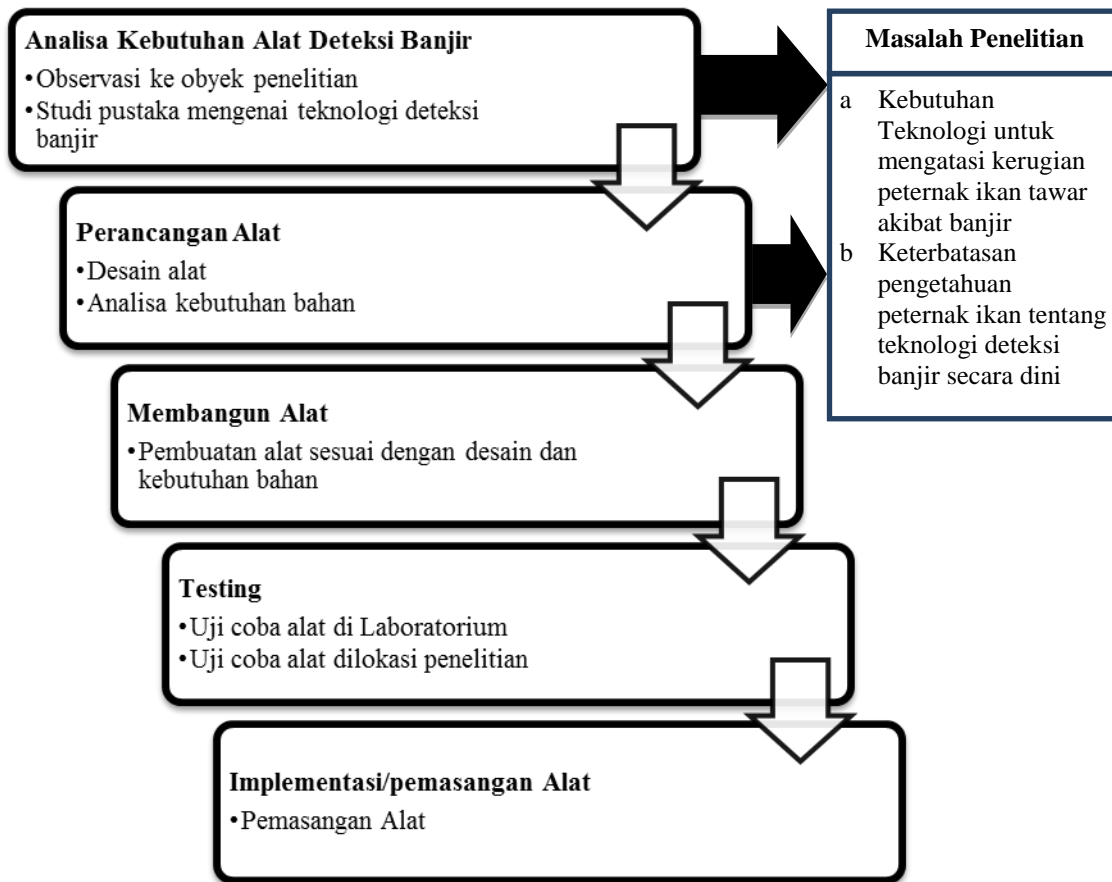 Analisa Kebutuhan Alat Deteksi Banjir
•Observasi ke obyek penelitian
•Studi pustaka mengenai teknologi deteksi
banjir
Perancangan Alat
•Desain alat
•Analisa kebutuhan bahan
Membangun Alat
•Pembuatan alat sesuai dengan desain dan
kebutuhan bahan
Testing
•Uji coba alat di Laboratorium
•Uji coba alat dilokasi penelitian
Implementasi/pemasangan Alat
•Pemasangan Alat
Masalah Penelitian
a Kebutuhan
Teknologi untuk
mengatasi kerugian
peternak ikan tawar
akibat banjir
b Keterbatasan
pengetahuan
peternak ikan tentang
teknologi deteksi
banjir secara dini